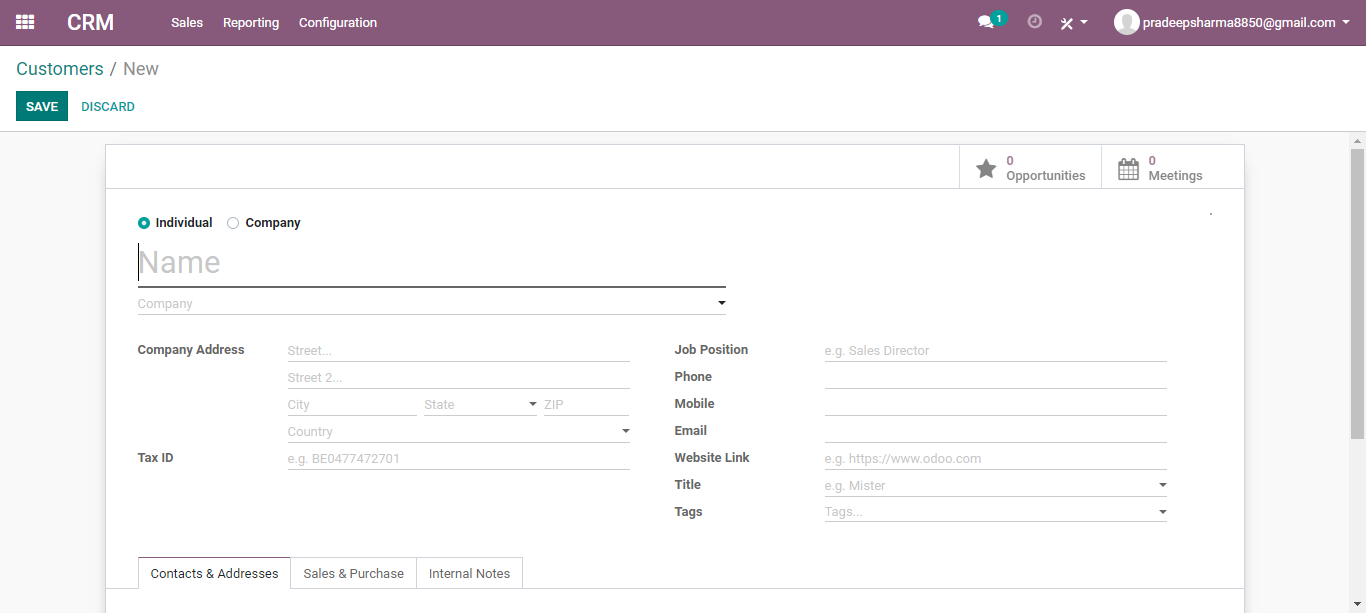 CRM Sales Reporting Configuration 1 pradeepsharma8850@gmail.com
Customers / New
SAVE DISCARD
0 Opportunities 0 Meetings
Individual Company
Name
Company
Company Address Street... Job Position e.g. Sales Director
Street 2... Phone
City State ZIP Mobile
Country Email
Tax ID e.g. BE0477472701 Website Link e.g. https://www.odoo.com
Title e.g. Mister
Tags Tags...
Contacts & Addresses Sales & Purchase Internal Notes